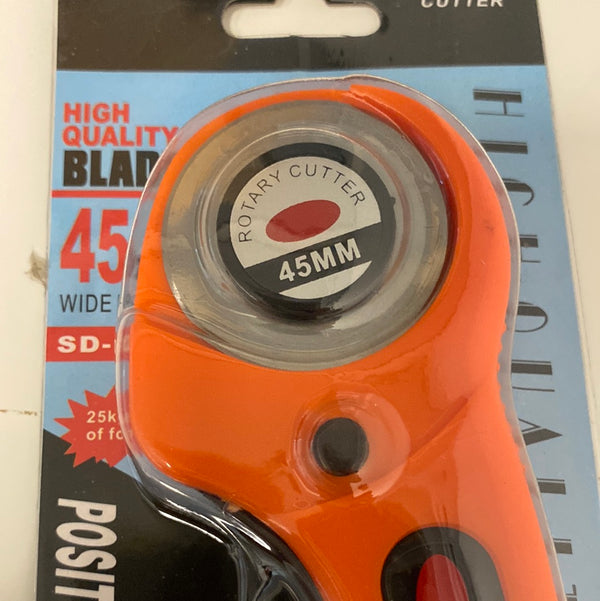 CUTTER
HIGH
QUALITY
BLAD
45
WIDE
SD-
25k
of fo
POSIT
ROTARY CUTTER
45MM
HIGH QUALIT